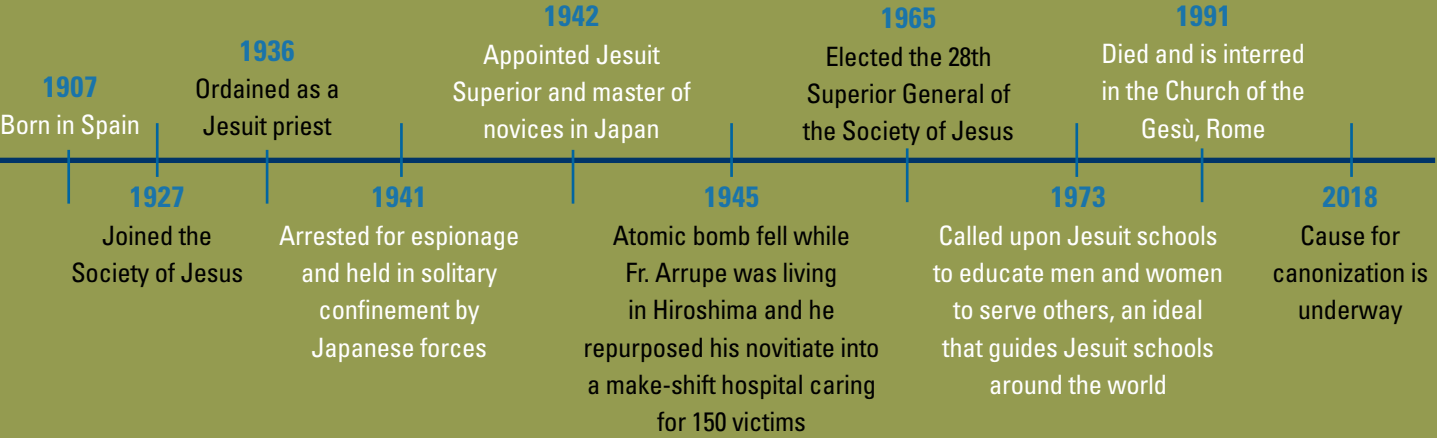 1907
Born in Spain
1927
Joined the
Society of Jesus
1936
Ordained as a
Jesuit priest
1941
Arrested for espionage
and held in solitary
confinement by
Japanese forces
1942
Appointed Jesuit
Superior and master of
novices in Japan
1945
Atomic bomb fell while
Fr. Arrupe was living
in Hiroshima and he
repurposed his novitiate into
a make-shift hospital caring
for 150 victims
1965
Elected the 28th
Superior General of
the Society of Jesus
1973
Called upon Jesuit schools
to educate men and women
to serve others, an ideal
that guides Jesuit schools
around the world
1991
Died and is interred
in the Church of the
Gesù, Rome
2018
Cause for
canonization is
underway